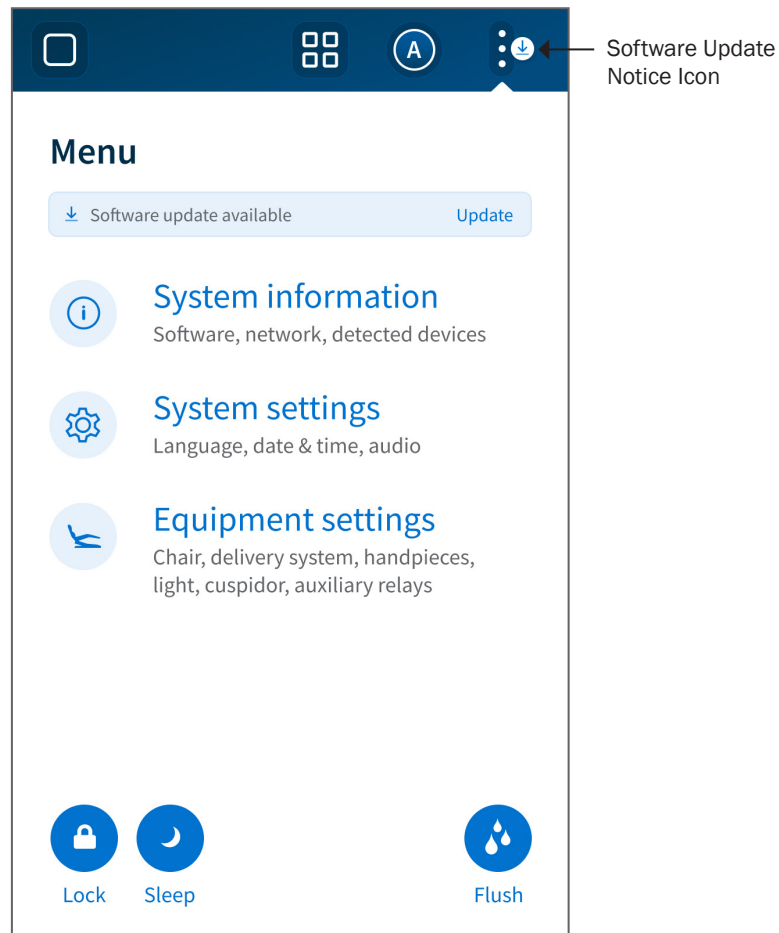 A
Software Update
Notice Icon
Menu
Software update available Update
System information
Software, network, detected devices
System settings
Language, date & time, audio
Equipment settings
Chair, delivery system, handpieces,
light, cuspidor, auxiliary relays
Lock Sleep Flush